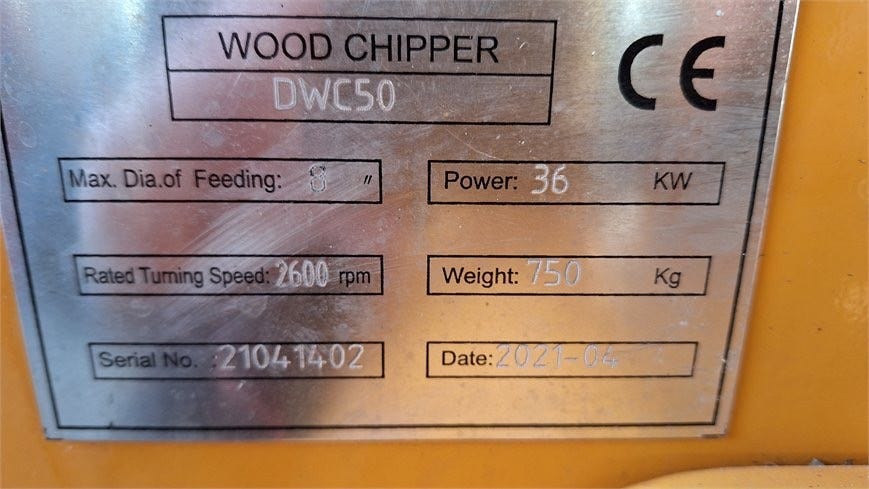 WOOD CHIPPER
DWC50
CE
Max. Dia.of Feeding: 8 "
Power: 36 KW
Rated Turning Speed: 2600 rpm
Weight: 750 Kg
Serial No. :21041402
Date: 2021-04